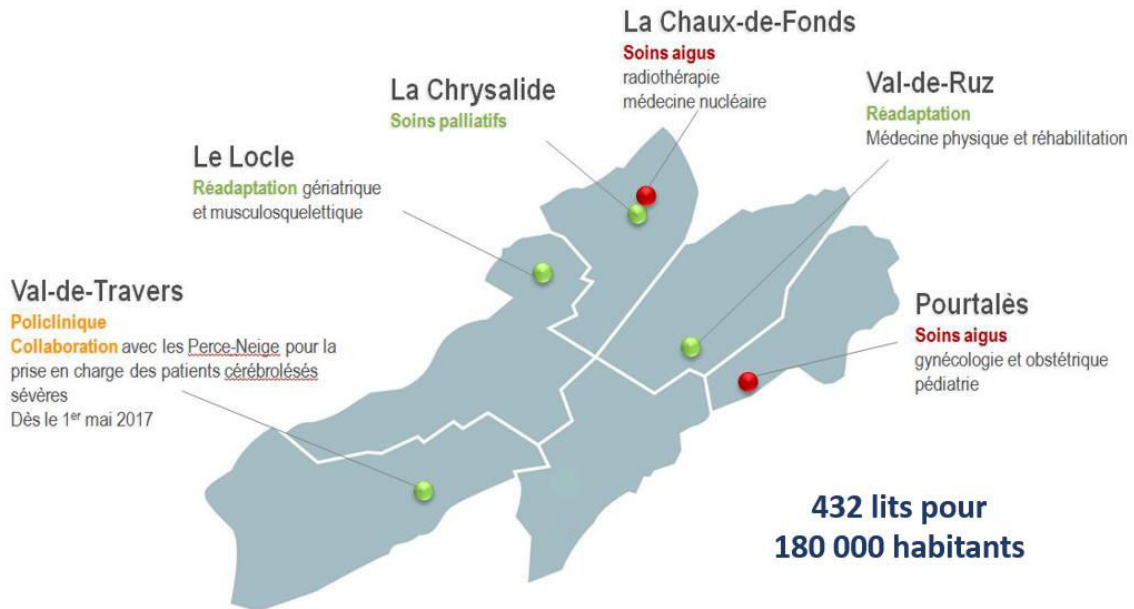 La Chaux-de-Fonds
Soins aigus
radiothérapie
médecine nucléaire
La Chrysalide
Soins palliatifs
Val-de-Ruz
Réadaptation
Médecine physique et réhabilitation
Le Locle
Réadaptation gériatrique
et musculosquelettique
Val-de-Travers
Policlinique
Collaboration avec les Perce-Neige pour la
prise en charge des patients cérébrolésés
sévères
Dès le 1er mai 2017
Pourtalès
Soins aigus
gynécologie et obstétrique
pédiatrie
432 lits pour
180 000 habitants